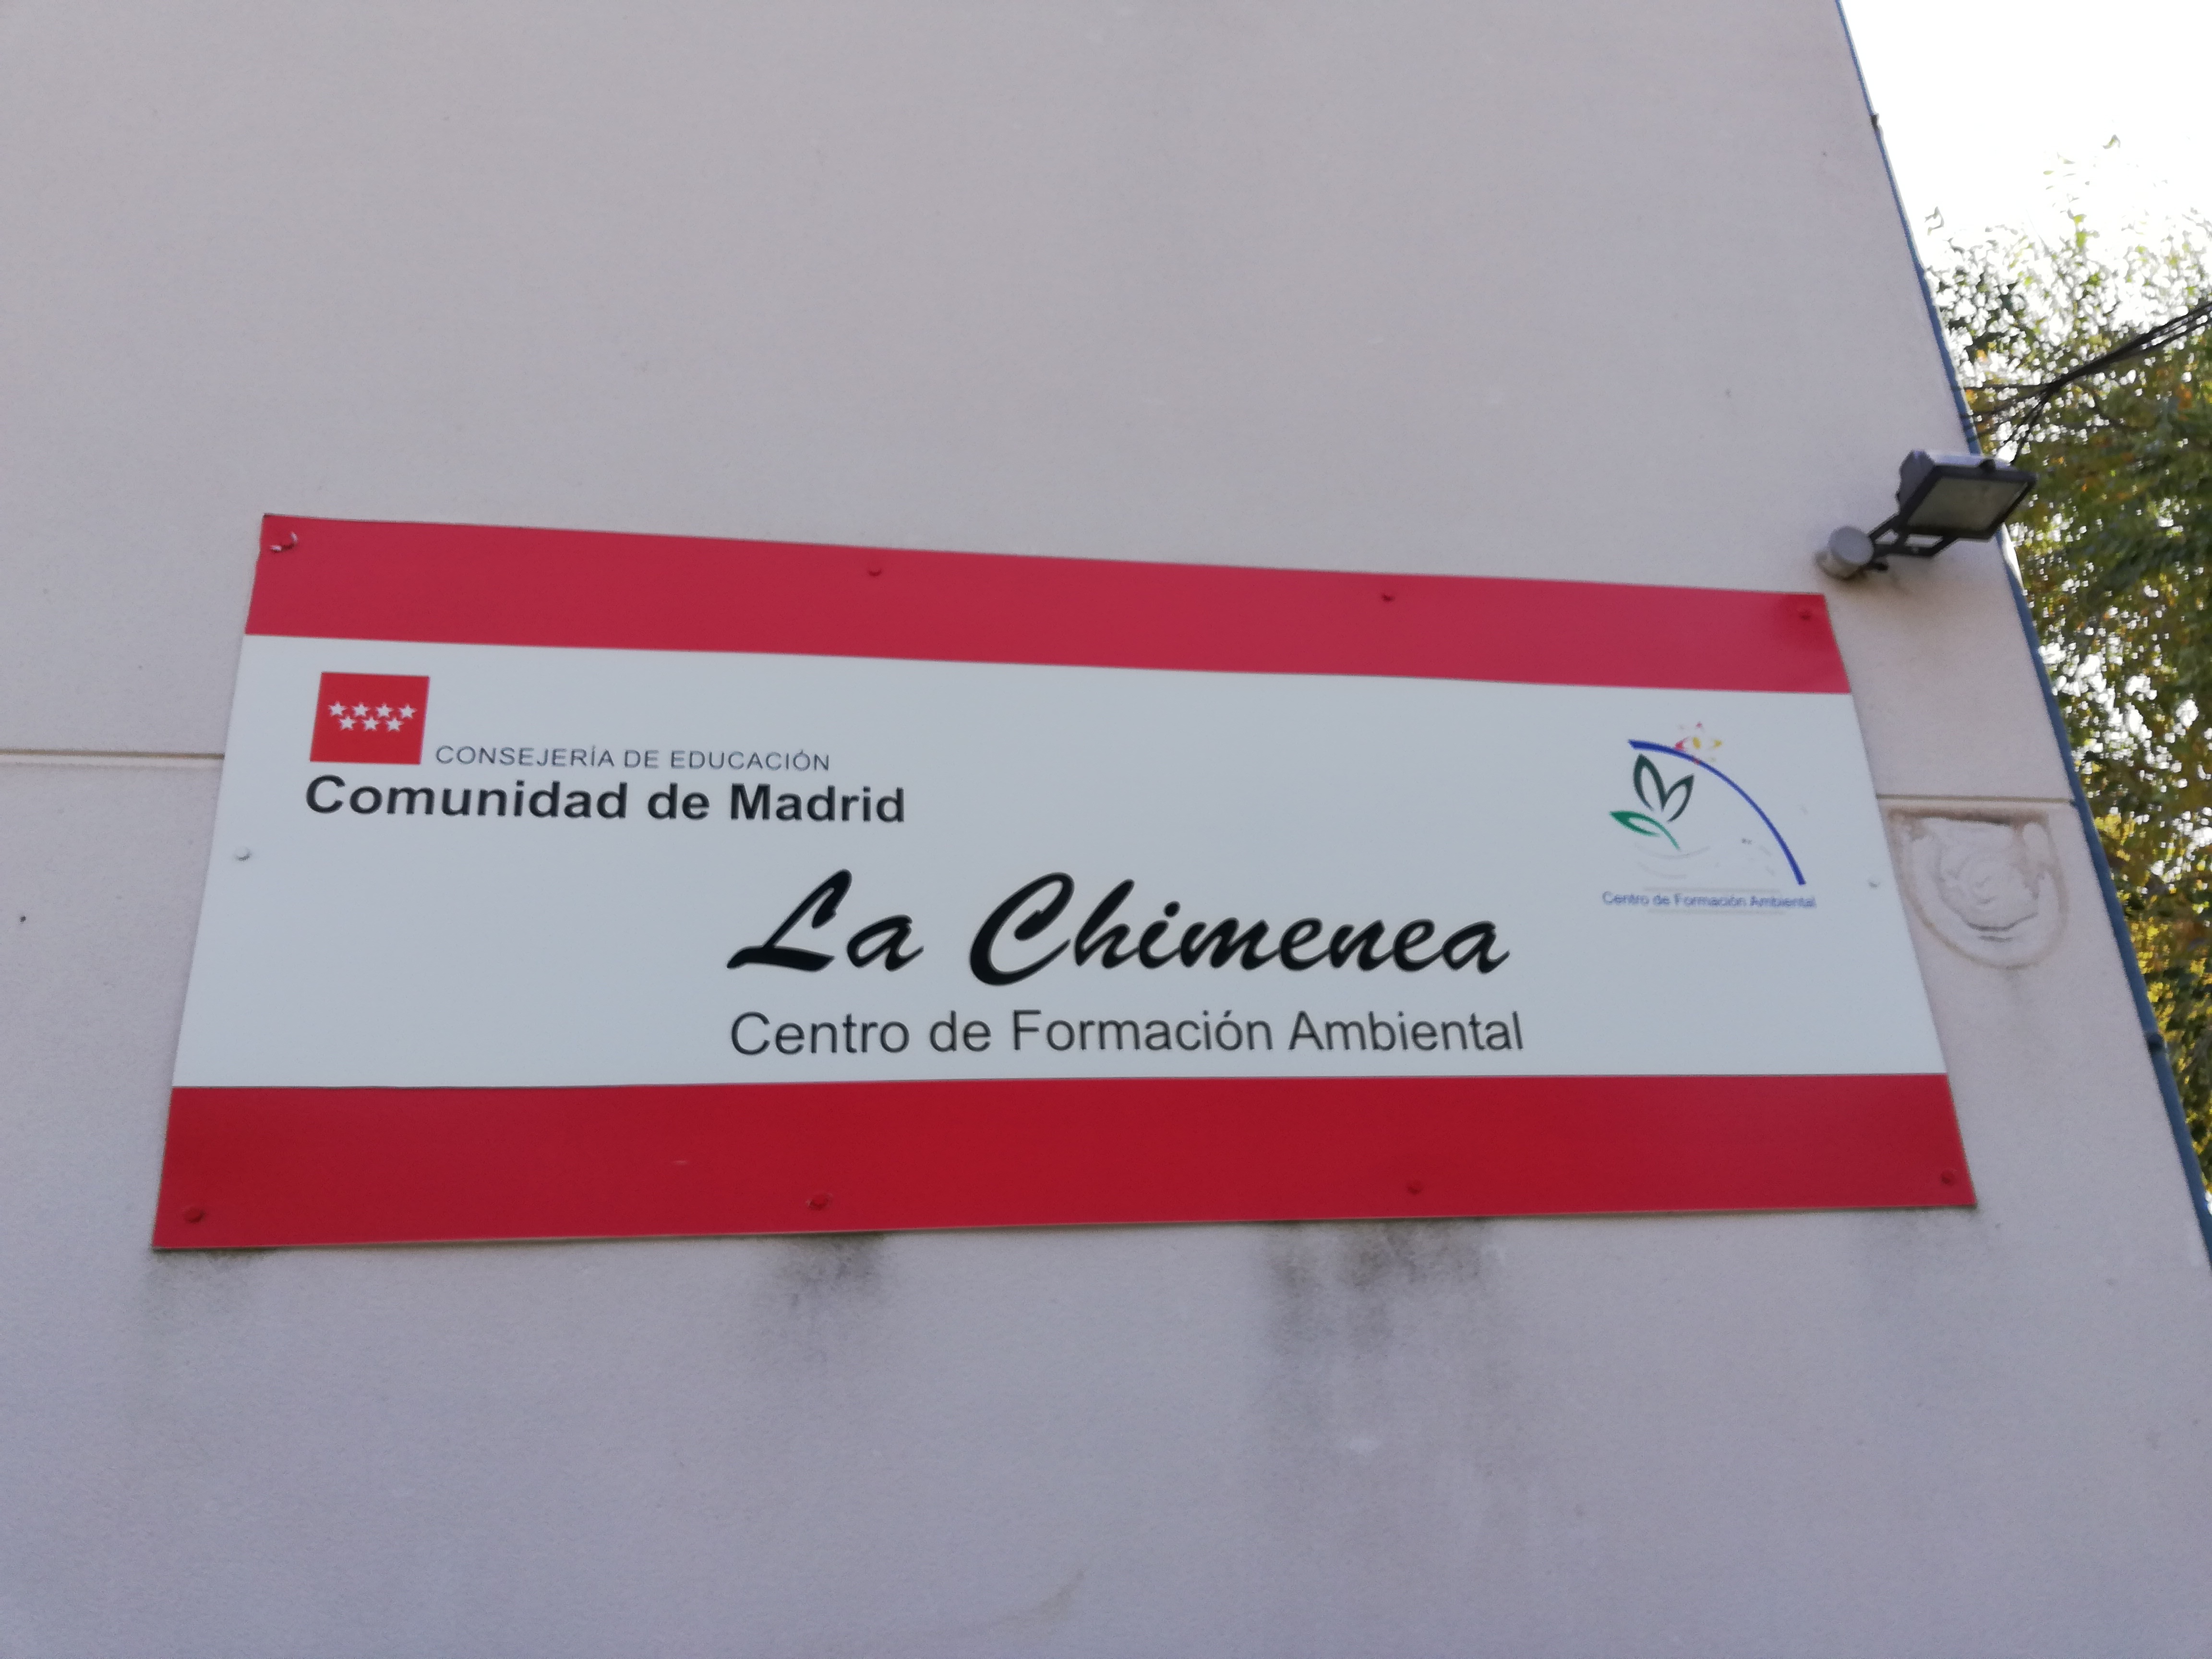 CONSEJERÍA DE EDUCACIÓN
Comunidad de Madrid
La Chimenea
Centro de Formación Ambiental
Centro de Formación Ambiental